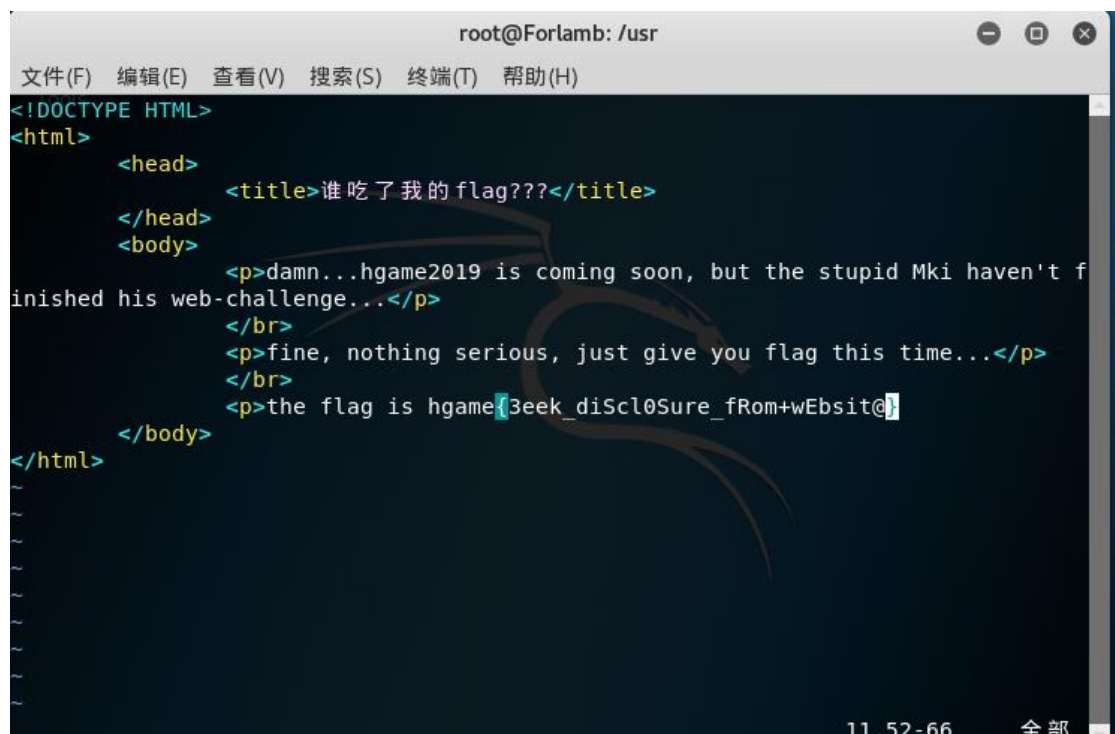 root@Forlamb: /usr
文件(F) 编辑(E) 查看(V) 搜索(S) 终端(T) 帮助(H)
<!DOCTYPE HTML>
<html>
<head>
<title>谁吃了我的flag???</title>
</head>
<body>
<p>damn...hgame2019 is coming soon, but the stupid Mki haven't f
inished his web-challenge...</p>
</br>
<p>fine, nothing serious, just give you flag this time...</p>
</br>
<p>the flag is hgame{3eek_diScl0Sure_fRom+wEbsit@}
</body>
</html>
~
~
~
~
~
~
~
~
~
11,52-66 全部